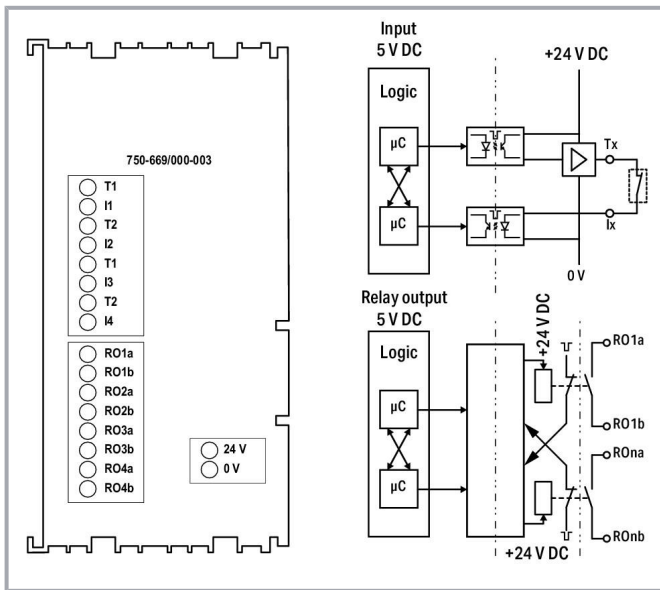 750-669/000-003
T1
I1
T2
I2
T1
I3
T2
I4
RO1a
RO1b
RO2a
RO2b
RO3a
RO3b
RO4a
RO4b
24 V
0 V
Input
5 V DC
+24 V DC
Logic
µC
µC
Tx
Ix
0 V
Relay output
5 V DC
+24 V DC
Logic
µC
µC
RO1a
RO1b
ROna
ROnb
+24 V DC